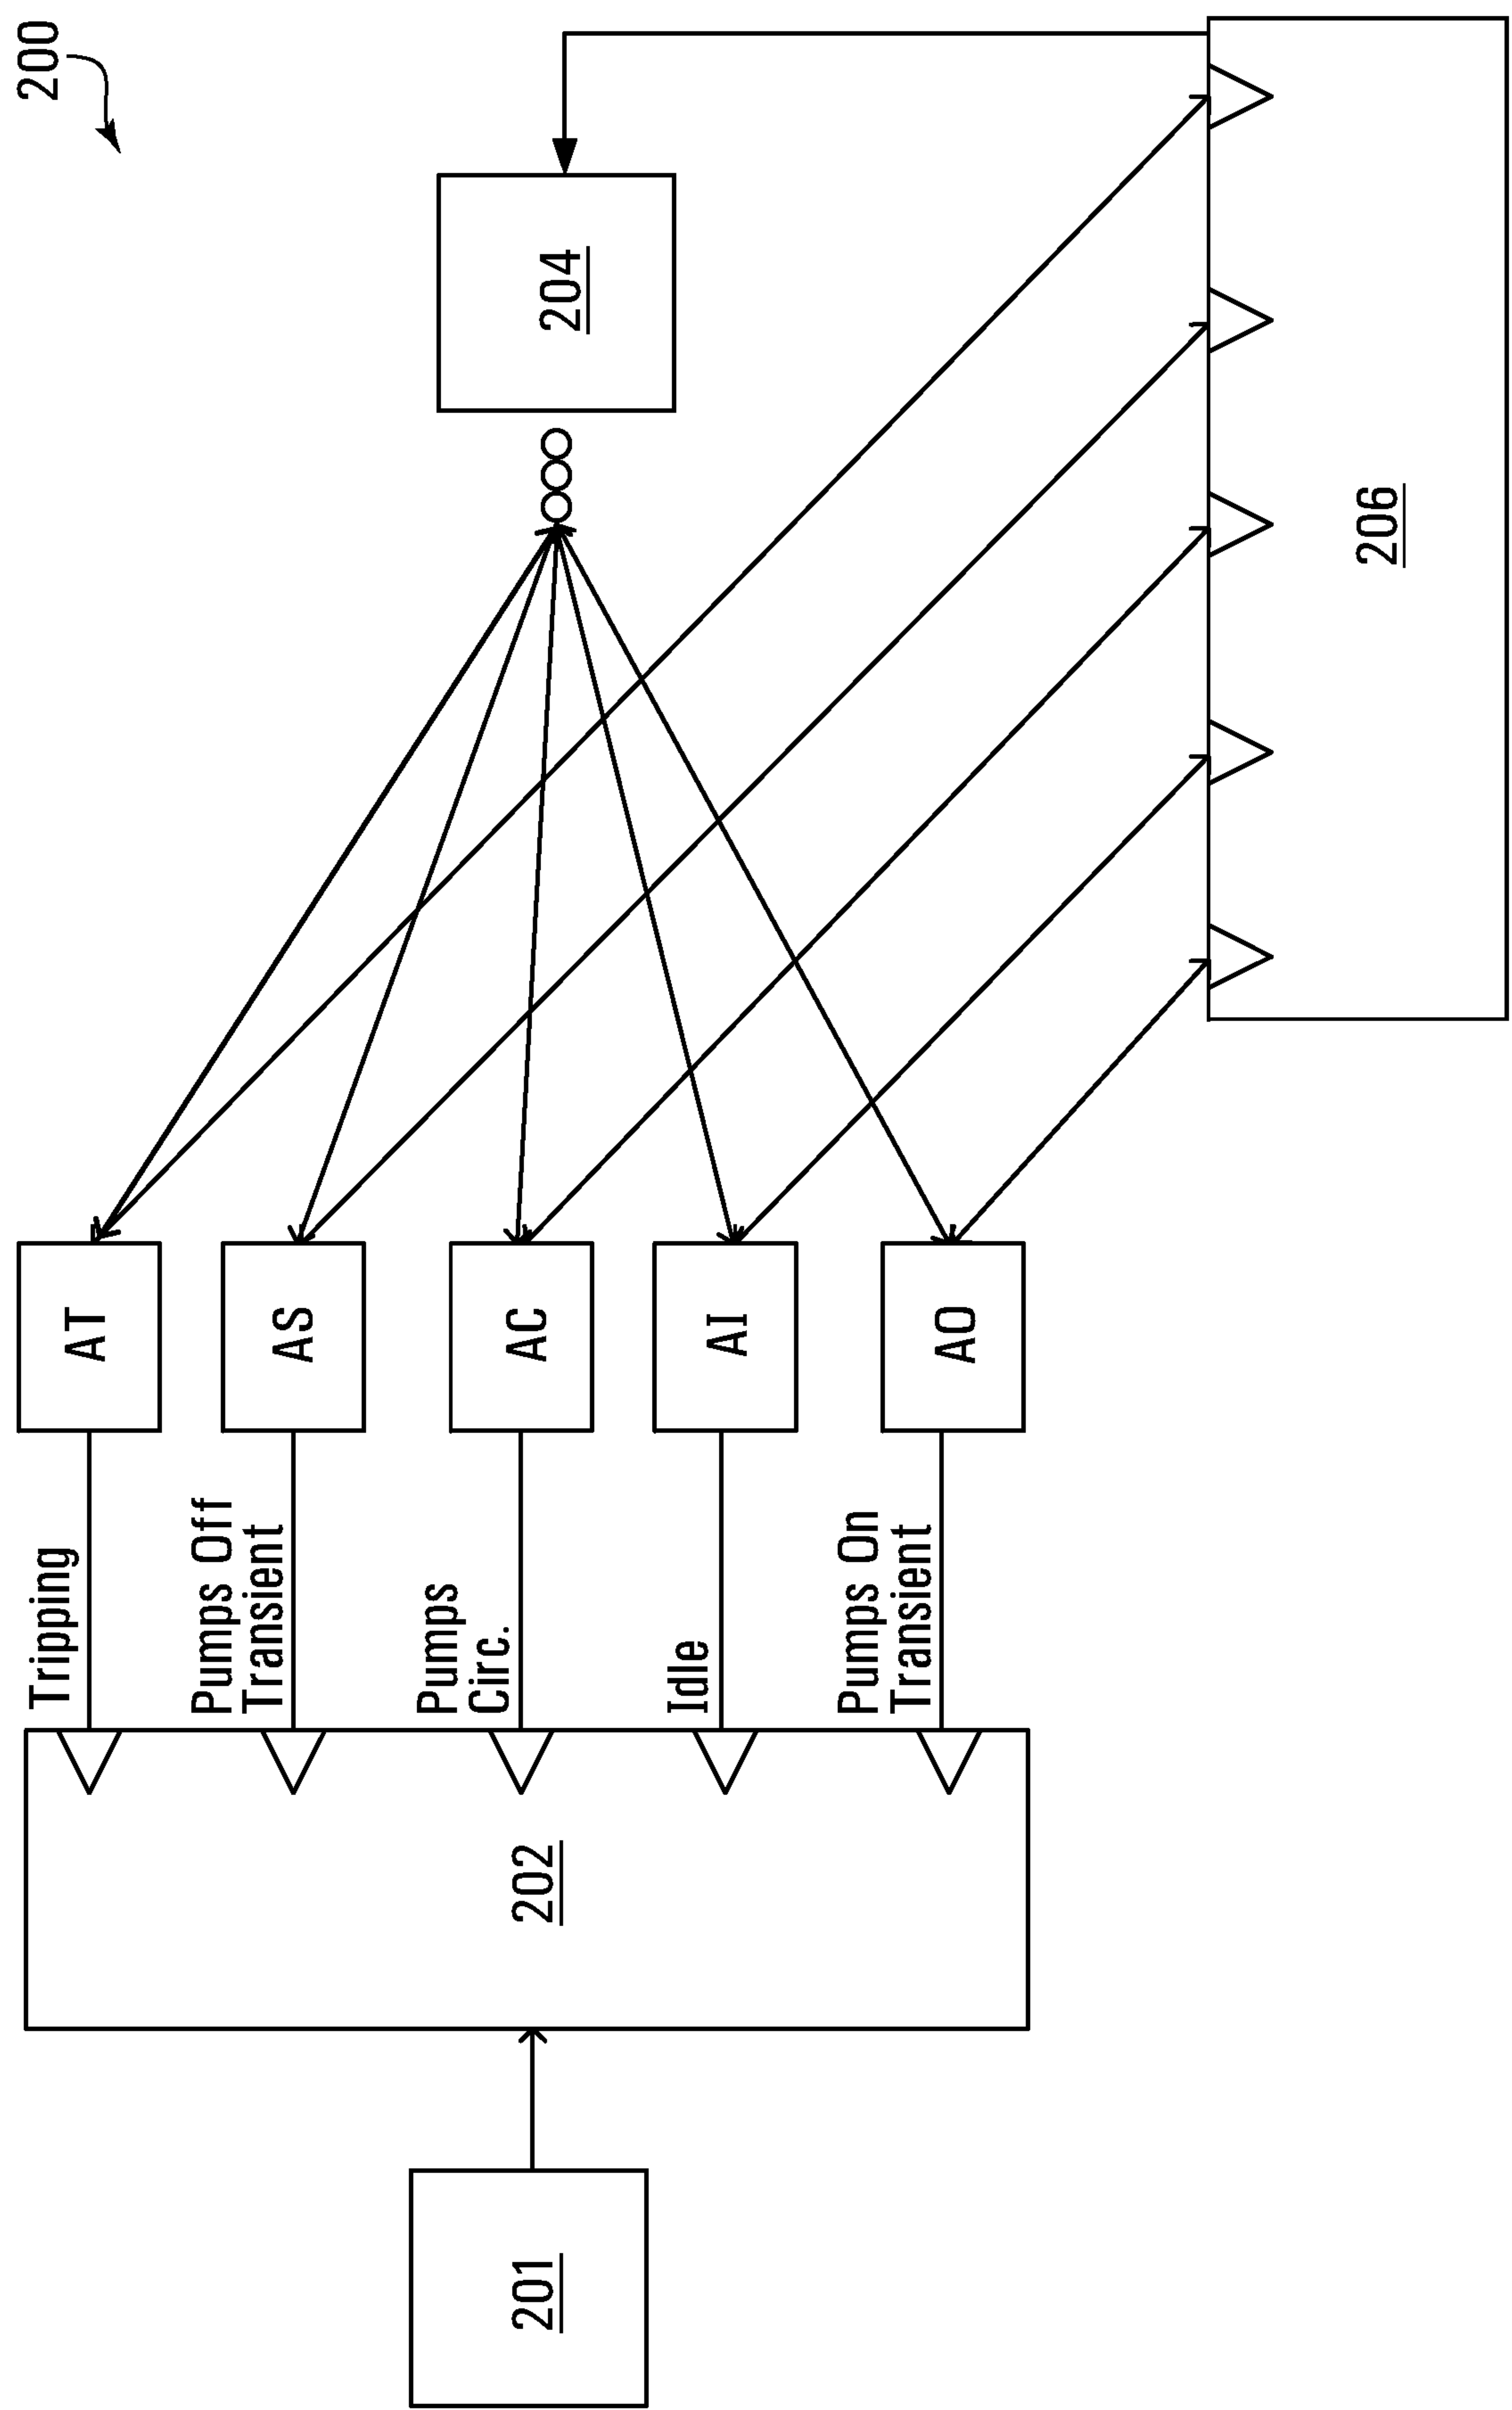 200
201
202
Tripping
Pumps Off
Transient
Pumps
Circ.
Idle
Pumps On
Transient
AT
AS
AC
AI
AO
204
206